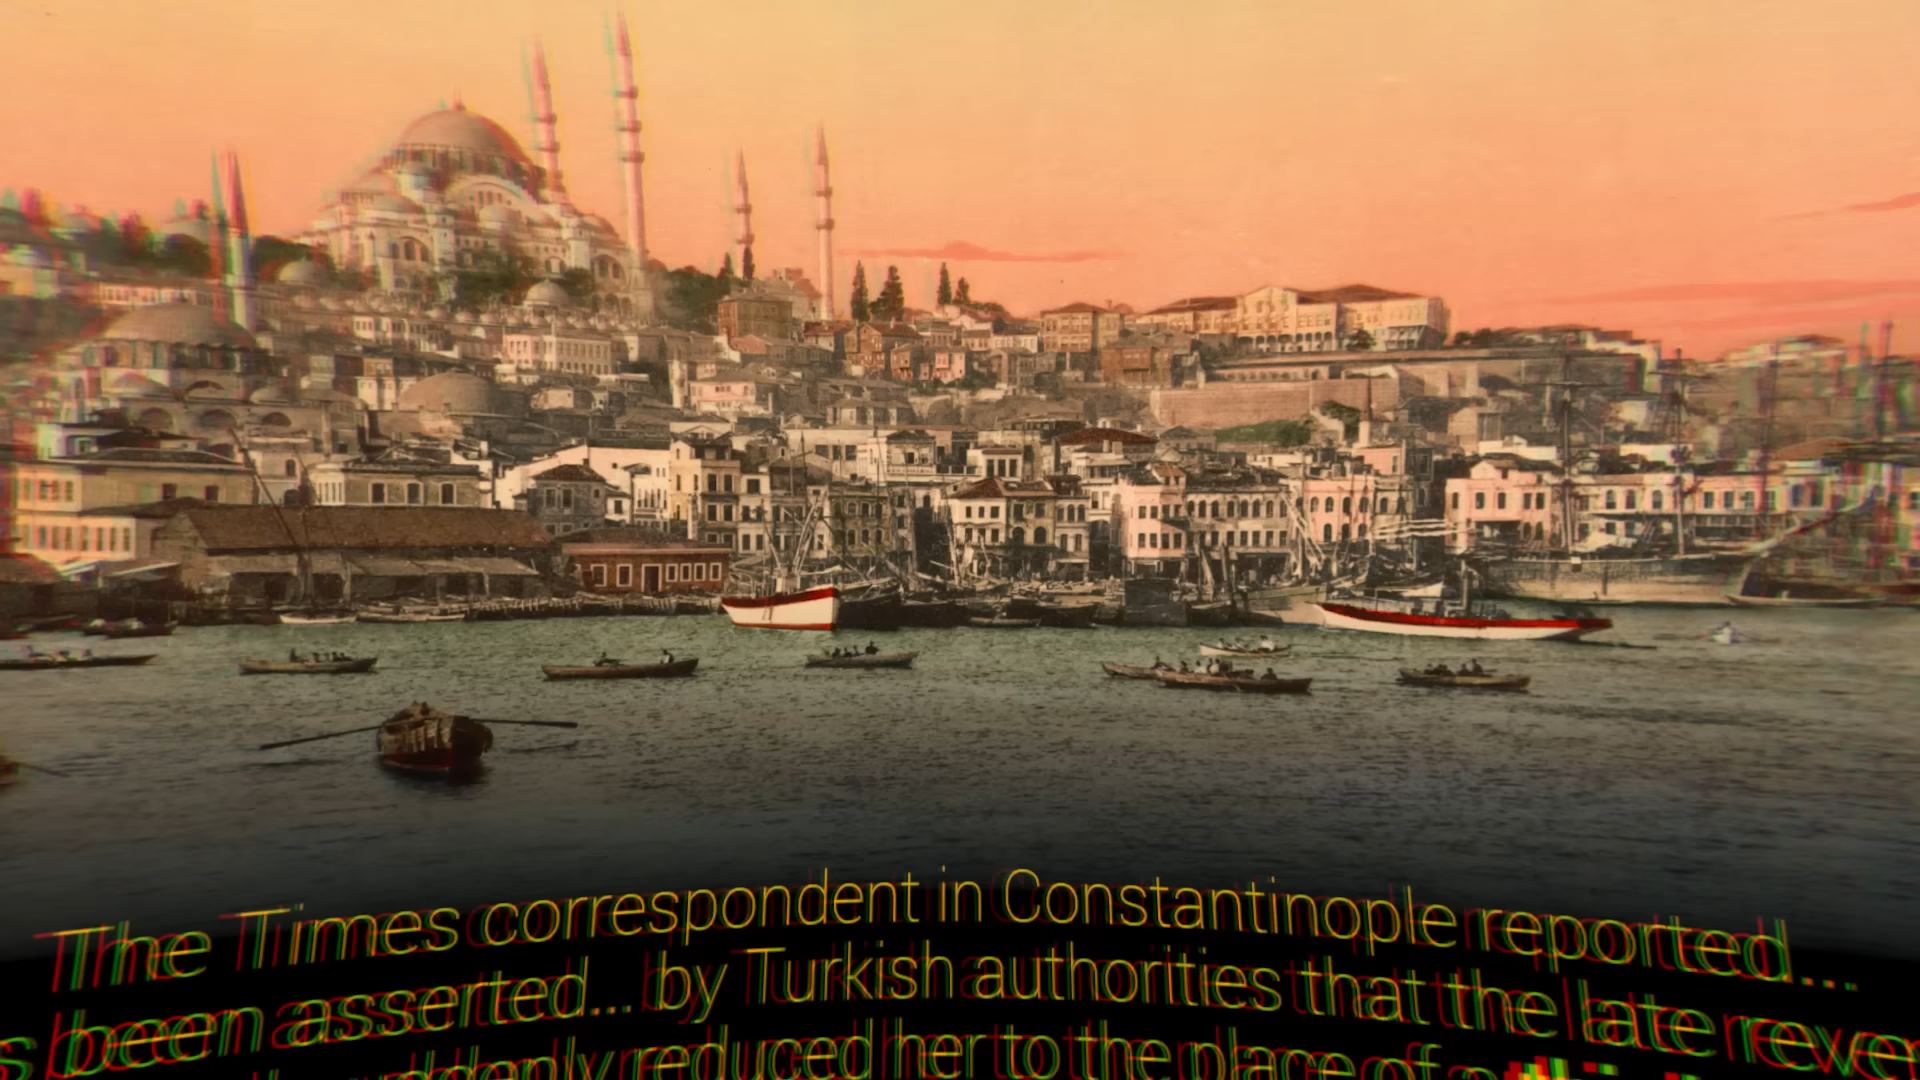 The Times correspondent in Constantinople reported...
been asserted... by Turkish authorities that the late
reduced her to the place of a